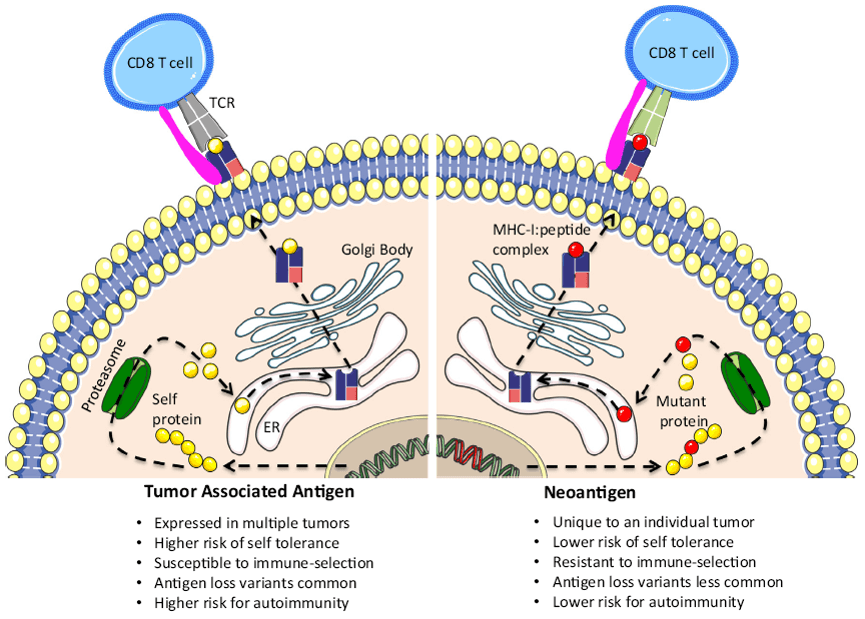 CD8 T cell
TCR
Golgi Body
Proteasome
Self
protein
ER
Tumor Associated Antigen
• Expressed in multiple tumors
• Higher risk of self tolerance
• Susceptible to immune-selection
• Antigen loss variants common
• Higher risk for autoimmunity
CD8 T cell
MHC-I:peptide
complex
Mutant
protein
Neoantigen
• Unique to an individual tumor
• Lower risk of self tolerance
• Resistant to immune-selection
• Antigen loss variants less common
• Lower risk for autoimmunity